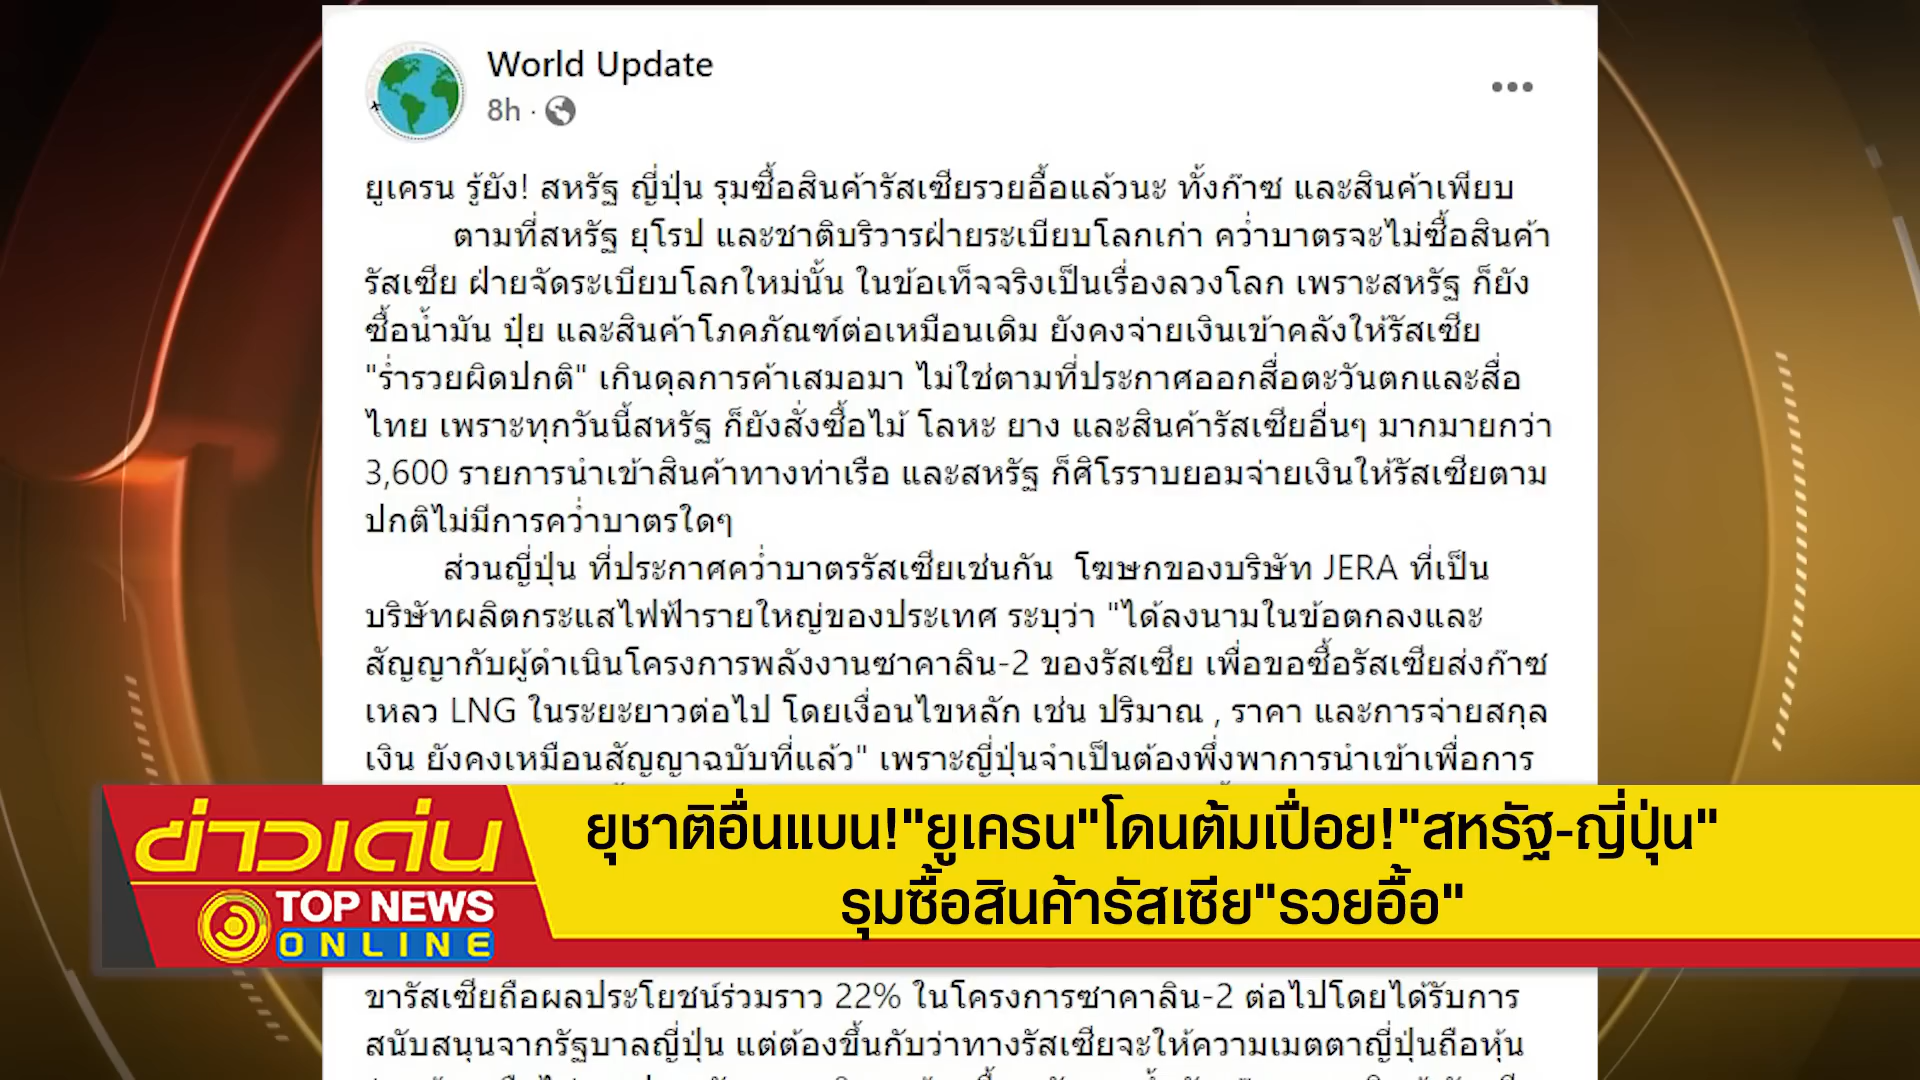 World Update
8h ·
ยูเครน รู้ยัง! สหรัฐ ญี่ปุ่น รุมซื้อสินค้ารัสเซียรวยอื้อแล้วนะ ทั้งก๊าซ และสินค้าเพียบ
ตามที่สหรัฐ ยุโรป และชาติบริวารฝ่ายระเบียบโลกเก่า คว่ำบาตรจะไม่ซื้อสินค้า
รัสเซีย ฝ่ายจัดระเบียบโลกใหม่นั้น ในข้อเท็จจริงเป็นเรื่องลวงโลก เพราะสหรัฐ ก็ยัง
ซื้อน้ำมัน ปุ๋ย และสินค้าโภคภัณฑ์ต่อเหมือนเดิม ยังคงจ่ายเงินเข้าคลังให้รัสเซีย
"ร่ำรวยผิดปกติ" เกินดุลการค้าเสมอมา ไม่ใช่ตามที่ประกาศออกสื่อตะวันตกและสื่อ
ไทย เพราะทุกวันนี้สหรัฐ ก็ยังสั่งซื้อไม้ โลหะ ยาง และสินค้ารัสเซียอื่นๆ มากมายกว่า
3,600 รายการนำเข้าสินค้าทางท่าเรือ และสหรัฐ ก็ศิโรราบยอมจ่ายเงินให้รัสเซียตาม
ปกติไม่มีการคว่ำบาตรใดๆ
ส่วนญี่ปุ่น ที่ประกาศคว่ำบาตรรัสเซียเช่นกัน โฆษกของบริษัท JERA ที่เป็น
บริษัทผลิตกระแสไฟฟ้ารายใหญ่ของประเทศ ระบุว่า "ได้ลงนามในข้อตกลงและ
สัญญากับผู้ดำเนินโครงการพลังงานซาคาลิน-2 ของรัสเซีย เพื่อขอซื้อรัสเซียส่งก๊าซ
เหลว LNG ในระยะยาวต่อไป โดยเงื่อนไขหลัก เช่น ปริมาณ , ราคา และการจ่ายสกุล
เงิน ยังคงเหมือนสัญญาฉบับที่แล้ว" เพราะญี่ปุ่นจำเป็นต้องพึ่งพาการนำเข้าเพื่อการ
ข่าวเด่น
TOP NEWS
ONLINE
ยุชาติอื่นแบน!"ยูเครน"โดนต้มเปื่อย!"สหรัฐ-ญี่ปุ่น"
รุมซื้อสินค้ารัสเซีย"รวยอื้อ"
ขารัสเซียถือผลประโยชน์ร่วมราว 22% ในโครงการซาคาลิน-2 ต่อไปโดยได้รับการ
สนับสนุนจากรัฐบาลญี่ปุ่น แต่ต้องขึ้นกับว่าทางรัสเซียจะให้ความเมตตาญี่ปุ่นถือหุ้น